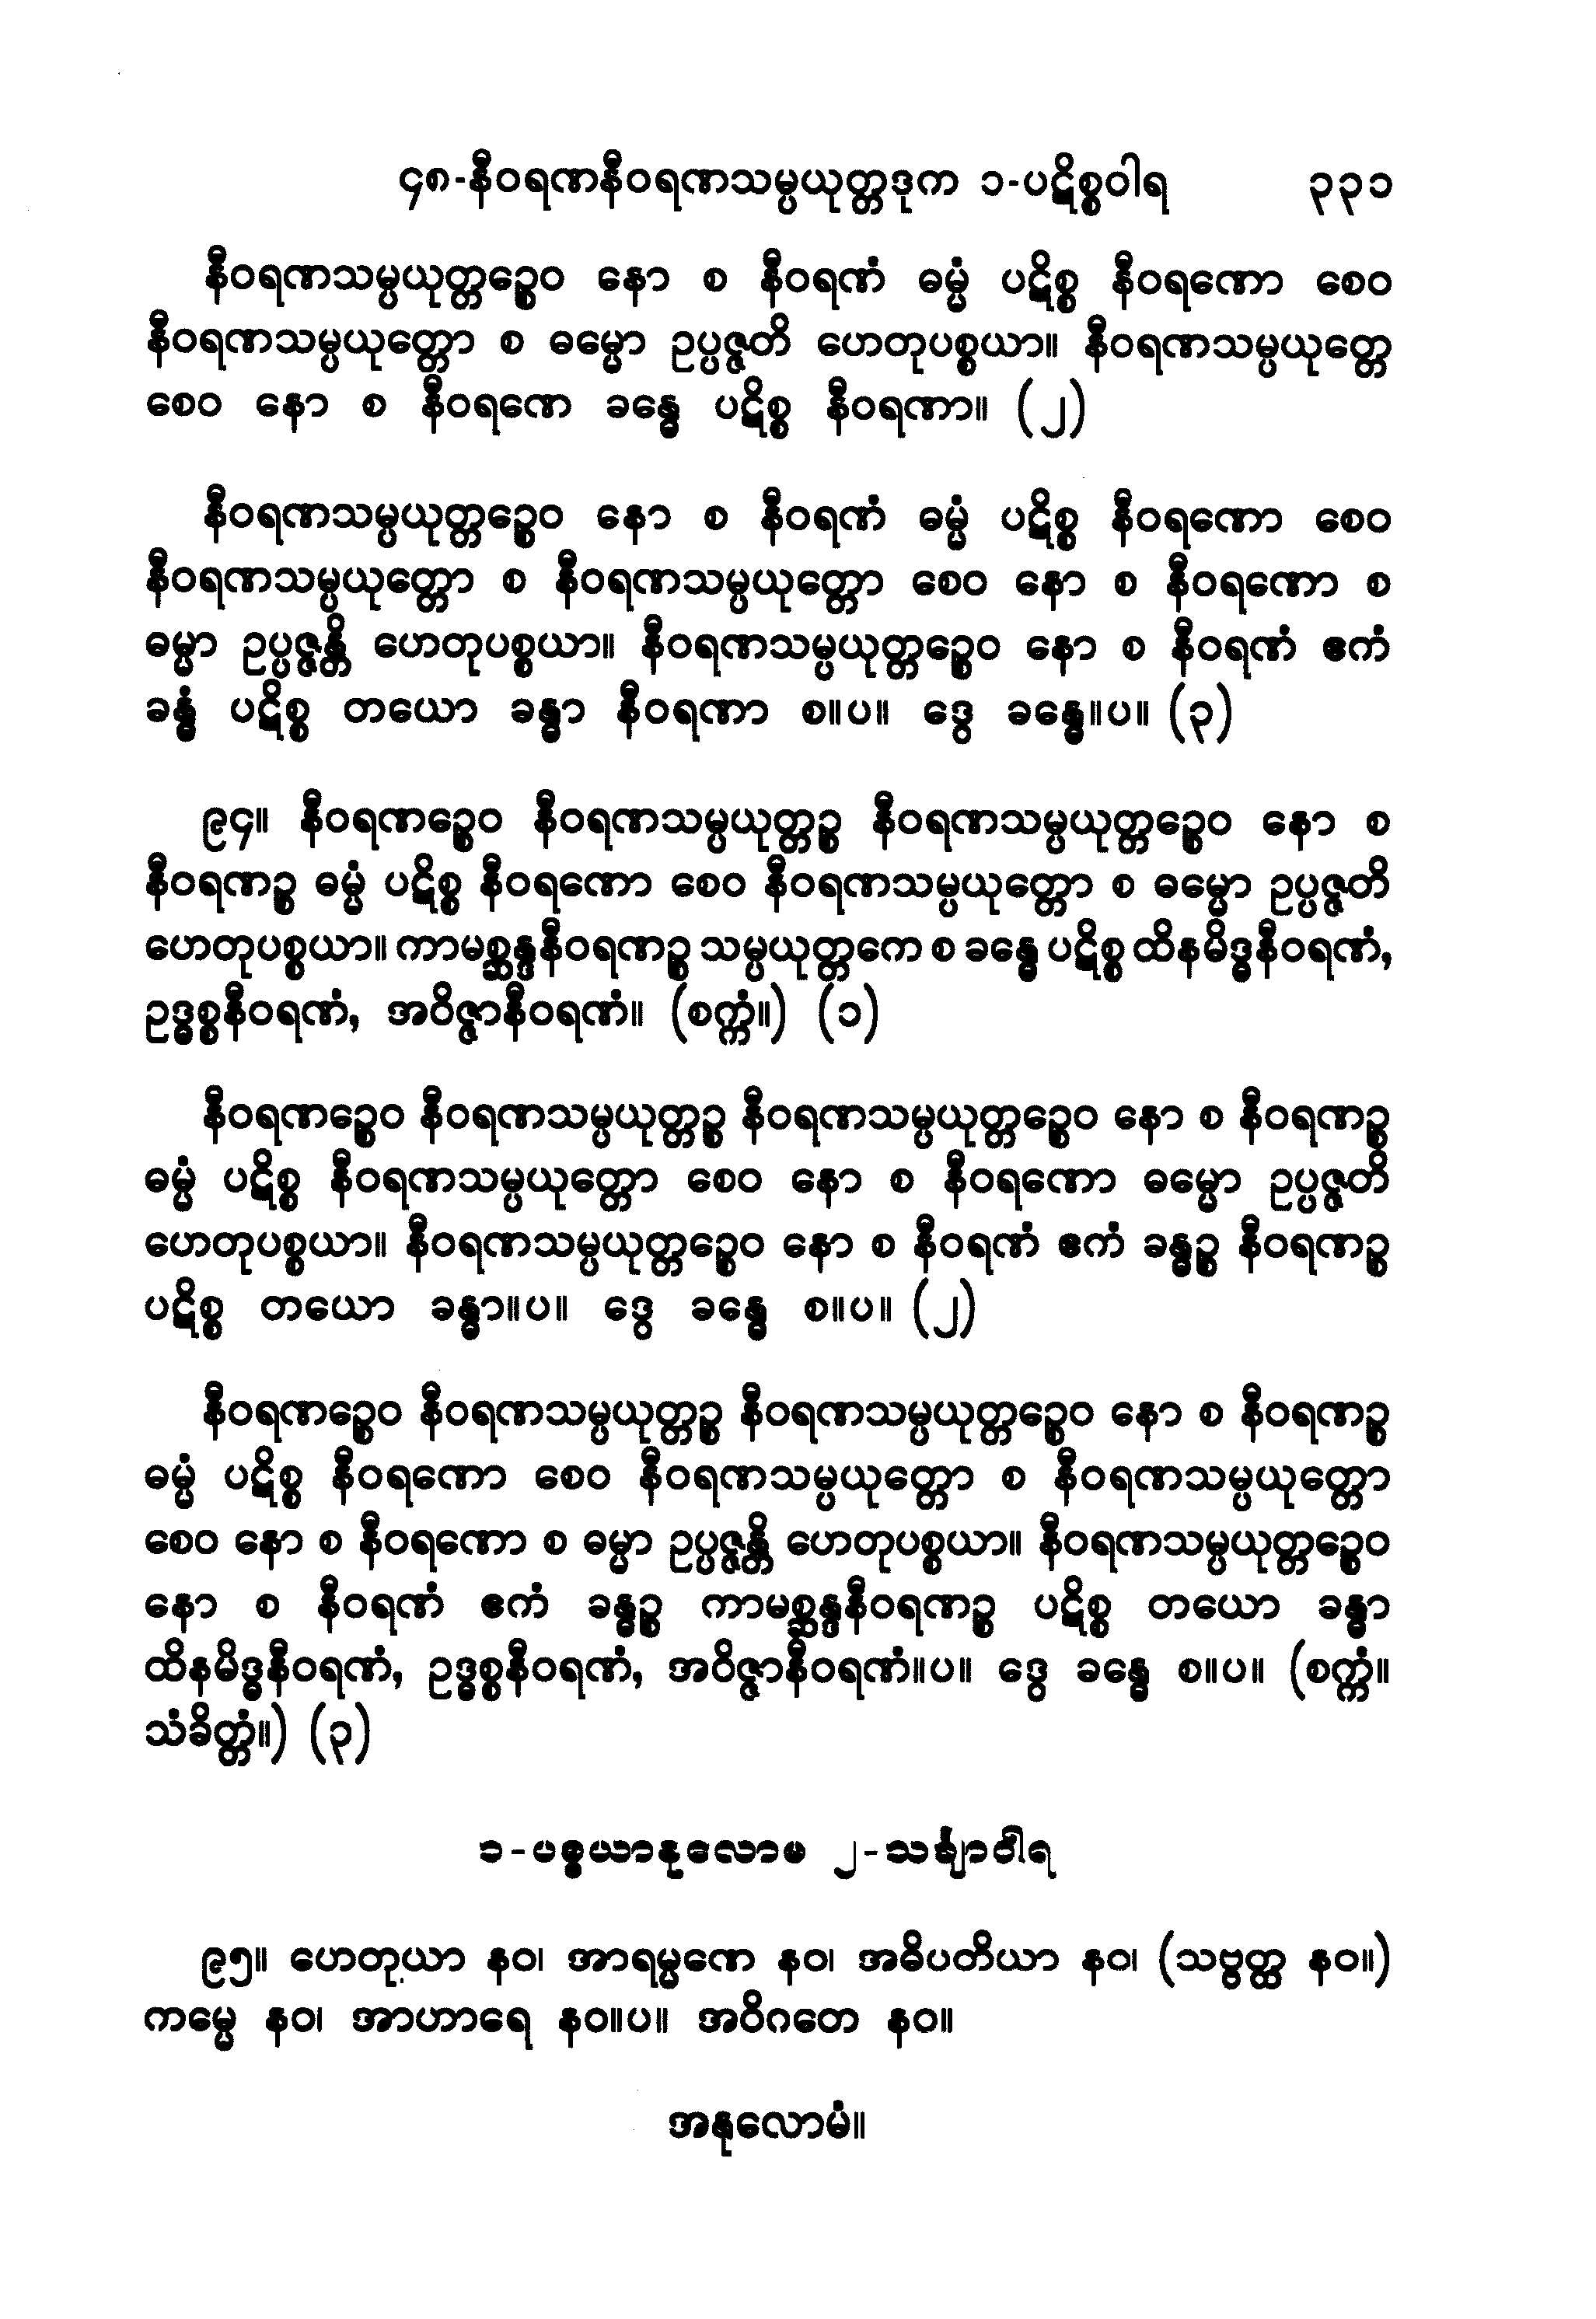 ၄၈-နီဝရဏနီဝရဏသမ္ပယုတ္တဒုက ၁-ပဋိစ္စဝါရ ၃၃၁
နီဝရဏသမ္ပယုတ္တဉ္စေဝ နော စ နီဝရဏံ ဓမ္မံ ပဋိစ္စ နီဝရဏော စေဝ
နီဝရဏသမ္ပယုတ္တော စ ဓမ္မော ဥပ္ပဇ္ဇတိ ဟေတုပစ္စယာ။ နီဝရဏသမ္ပယုတ္တေ
စေဝ နော စ နီဝရဏေ ခန္ဓေ ပဋိစ္စ နီဝရဏာ။ (၂)
နီဝရဏသမ္ပယုတ္တဉ္စေဝ နော စ နီဝရဏံ ဓမ္မံ ပဋိစ္စ နီဝရဏော စေဝ
နီဝရဏသမ္ပယုတ္တော စ နီဝရဏသမ္ပယုတ္တော စေဝ နော စ နီဝရဏော စ
ဓမ္မာ ဥပ္ပဇ္ဇန္တိ ဟေတုပစ္စယာ။ နီဝရဏသမ္ပယုတ္တဉ္စေဝ နော စ နီဝရဏံ ဧကံ
ခန္ဓံ ပဋိစ္စ တယော ခန္ဓာ နီဝရဏာ စ။ပ။ ဒွေ ခန္ဓေ။ပ။ (၃)
၉၄။ နီဝရဏဉ္စေဝ နီဝရဏသမ္ပယုတ္တဉ္စ နီဝရဏသမ္ပယုတ္တဉ္စေဝ နော စ
နီဝရဏဉ္စ ဓမ္မံ ပဋိစ္စ နီဝရဏော စေဝ နီဝရဏသမ္ပယုတ္တော စ ဓမ္မော ဥပ္ပဇ္ဇတိ
ဟေတုပစ္စယာ။ ကာမစ္ဆန္ဒနီဝရဏဉ္စ သမ္ပယုတ္တကေ စ ခန္ဓေ ပဋိစ္စ ထိနမိဒ္ဓနီဝရဏံ,
ဥဒ္ဓစ္စနီဝရဏံ, အဝိဇ္ဇာနီဝရဏံ။ (စက္ကံ။) (၁)
နီဝရဏဉ္စေဝ နီဝရဏသမ္ပယုတ္တဉ္စ နီဝရဏသမ္ပယုတ္တဉ္စေဝ နော စ နီဝရဏဉ္စ
ဓမ္မံ ပဋိစ္စ နီဝရဏသမ္ပယုတ္တော စေဝ နော စ နီဝရဏော ဓမ္မော ဥပ္ပဇ္ဇတိ
ဟေတုပစ္စယာ။ နီဝရဏသမ္ပယုတ္တဉ္စေဝ နော စ နီဝရဏံ ဧကံ ခန္ဓဉ္စ နီဝရဏဉ္စ
ပဋိစ္စ တယော ခန္ဓာ။ပ။ ဒွေ ခန္ဓေ စ။ပ။ (၂)
နီဝရဏဉ္စေဝ နီဝရဏသမ္ပယုတ္တဉ္စ နီဝရဏသမ္ပယုတ္တဉ္စေဝ နော စ နီဝရဏဉ္စ
ဓမ္မံ ပဋိစ္စ နီဝရဏော စေဝ နီဝရဏသမ္ပယုတ္တော စ နီဝရဏသမ္ပယုတ္တော
စေဝ နော စ နီဝရဏော စ ဓမ္မာ ဥပ္ပဇ္ဇန္တိ ဟေတုပစ္စယာ။ နီဝရဏသမ္ပယုတ္တဉ္စေဝ
နော စ နီဝရဏံ ဧကံ ခန္ဓဉ္စ ကာမစ္ဆန္ဒနီဝရဏဉ္စ ပဋိစ္စ တယော ခန္ဓာ
ထိနမိဒ္ဓနီဝရဏံ, ဥဒ္ဓစ္စနီဝရဏံ, အဝိဇ္ဇာနီဝရဏံ။ပ။ ဒွေ ခန္ဓေ စ။ပ။ (စက္ကံ။
သံခိတ္တံ။) (၃)
၁-ပစ္စယာနုလောမ ၂-သင်္ချာဝါရ
၉၅။ ဟေတုယာ နဝ၊ အာရမ္မဏေ နဝ၊ အဓိပတိယာ နဝ၊ (သဗ္ဗတ္ထ နဝ။)
ကမ္မေ နဝ၊ အာဟာရေ နဝ။ပ။ အဝိဂတေ နဝ။
အနုလောမံ။